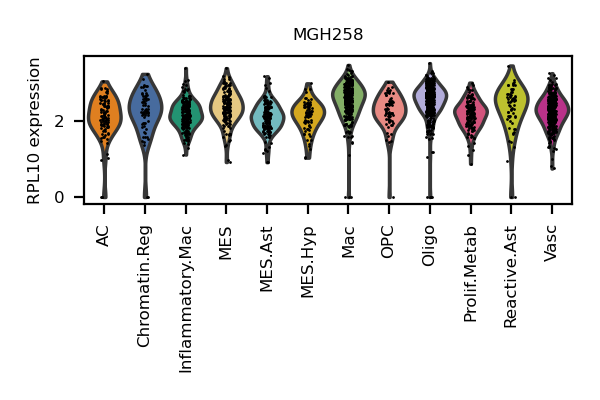 MGH258
RPL10 expression
2
0
AC
Chromatin.Reg
Inflammatory.Mac
MES
MES.Ast
MES.Hyp
Mac
OPC
Oligo
Prolif.Metab
Reactive.Ast
Vasc